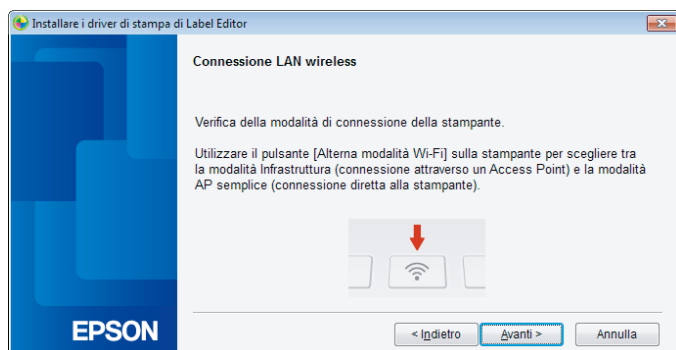 Installare i driver di stampa di Label Editor
Connessione LAN wireless
Verifica della modalità di connessione della stampante.
Utilizzare il pulsante [Alterna modalità Wi-Fi] sulla stampante per scegliere tra
la modalità Infrastruttura (connessione attraverso un Access Point) e la modalità
AP semplice (connessione diretta alla stampante).
EPSON
< Indietro
Avanti >
Annulla